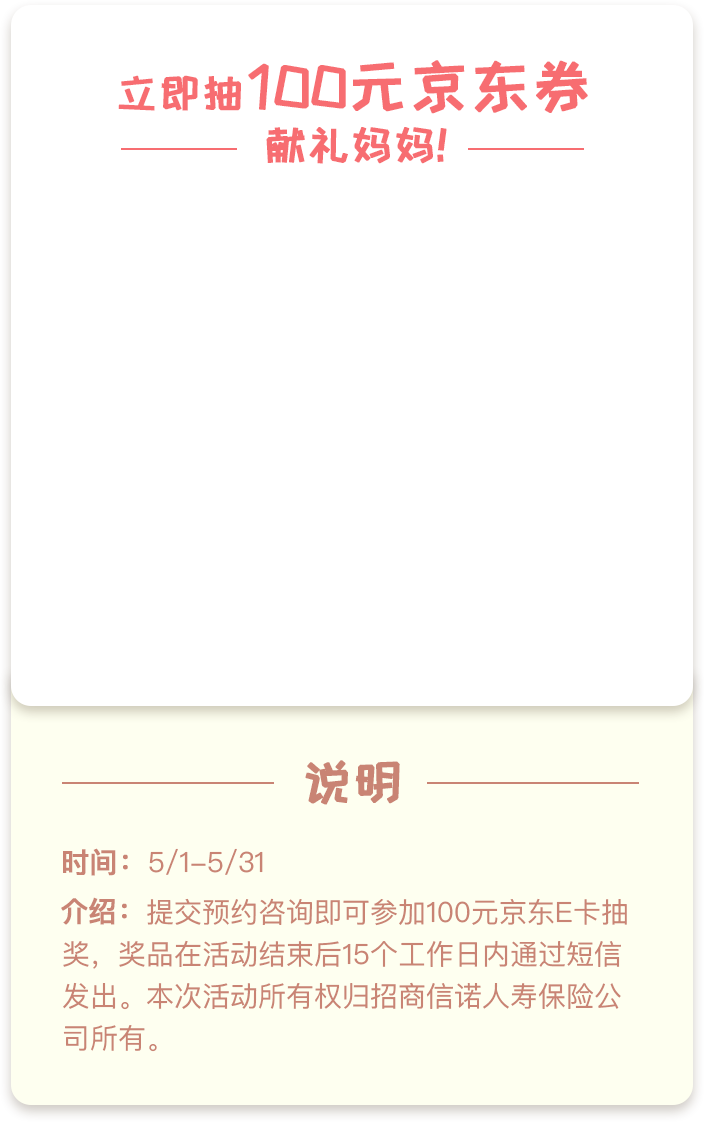 立即抽100元京东券
献礼妈妈!
说明
时间：5/1-5/31
介绍：提交预约咨询即可参加100元京东E卡抽
奖，奖品在活动结束后15个工作日内通过短信
发出。本次活动所有权归招商信诺人寿保险公
司所有。